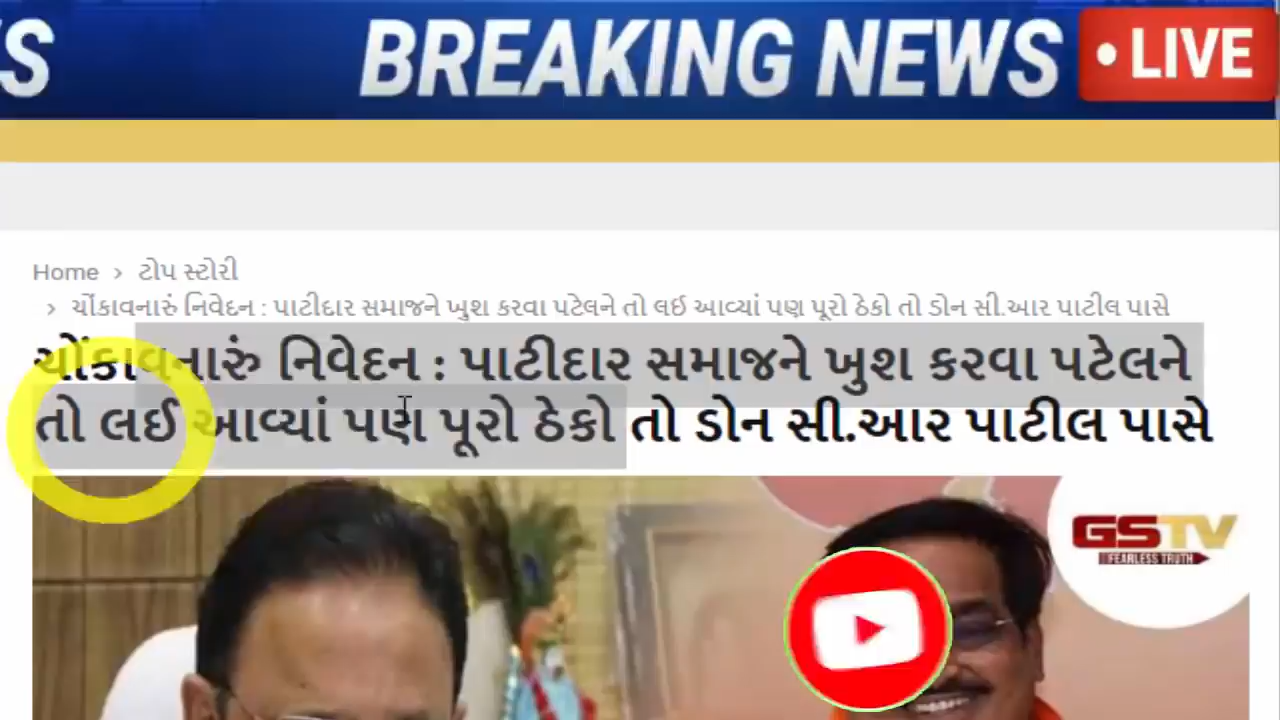 S
BREAKING NEWS
• LIVE
Home › ટોપ સ્ટોરી
› ચોંકાવનારું નિવેદન : પાટીદાર સમાજને ખુશ કરવા પટેલને તો લઈ આવ્યાં પણ પૂરો ઠેકો તો ડોન સી.આર પાટીલ પાસે
ચોંકાવનારું નિવેદન : પાટીદાર સમાજને ખુશ કરવા પટેલને
તો લઈ આવ્યાં પણ પૂરો ઠેકો તો ડોન સી.આર પાટીલ પાસે
GSTV
FEARLESS TRUTH